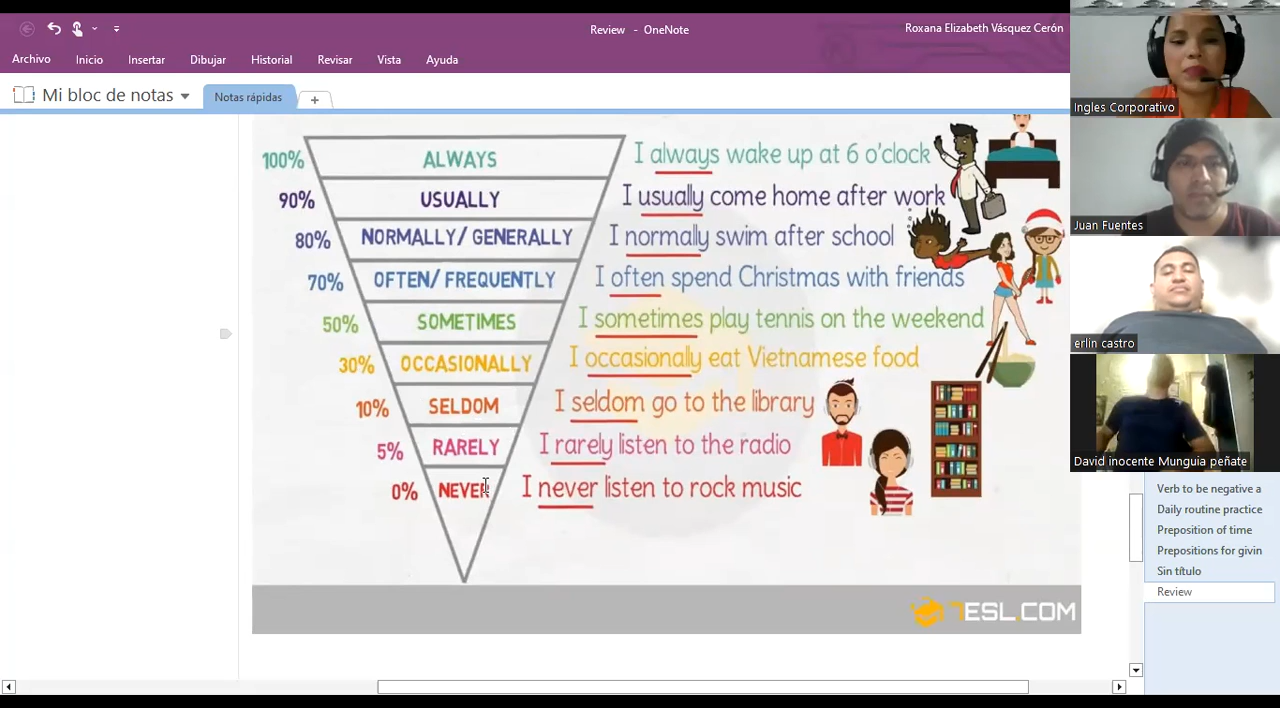 Review - OneNote
Roxana Elizabeth Vásquez Cerón
Archivo Inicio Insertar Dibujar Historial Revisar Vista Ayuda
Mi bloc de notas
Notas rápidas
100% ALWAYS I always wake up at 6 o'clock
90% USUALLY I usually come home after work
80% NORMALLY/ GENERALLY I normally swim after school
70% OFTEN/ FREQUENTLY I often spend Christmas with friends
50% SOMETIMES I sometimes play tennis on the weekend
30% OCCASIONALLY I occasionally eat Vietnamese food
10% SELDOM I seldom go to the library
5% RARELY I rarely listen to the radio
0% NEVER I never listen to rock music
7ESL.COM
Ingles Corporativo
Juan Fuentes
erlin castro
David inocente Munguia peñate
Verb to be negative a
Daily routine practice
Preposition of time
Prepositions for givin
Sin título
Review